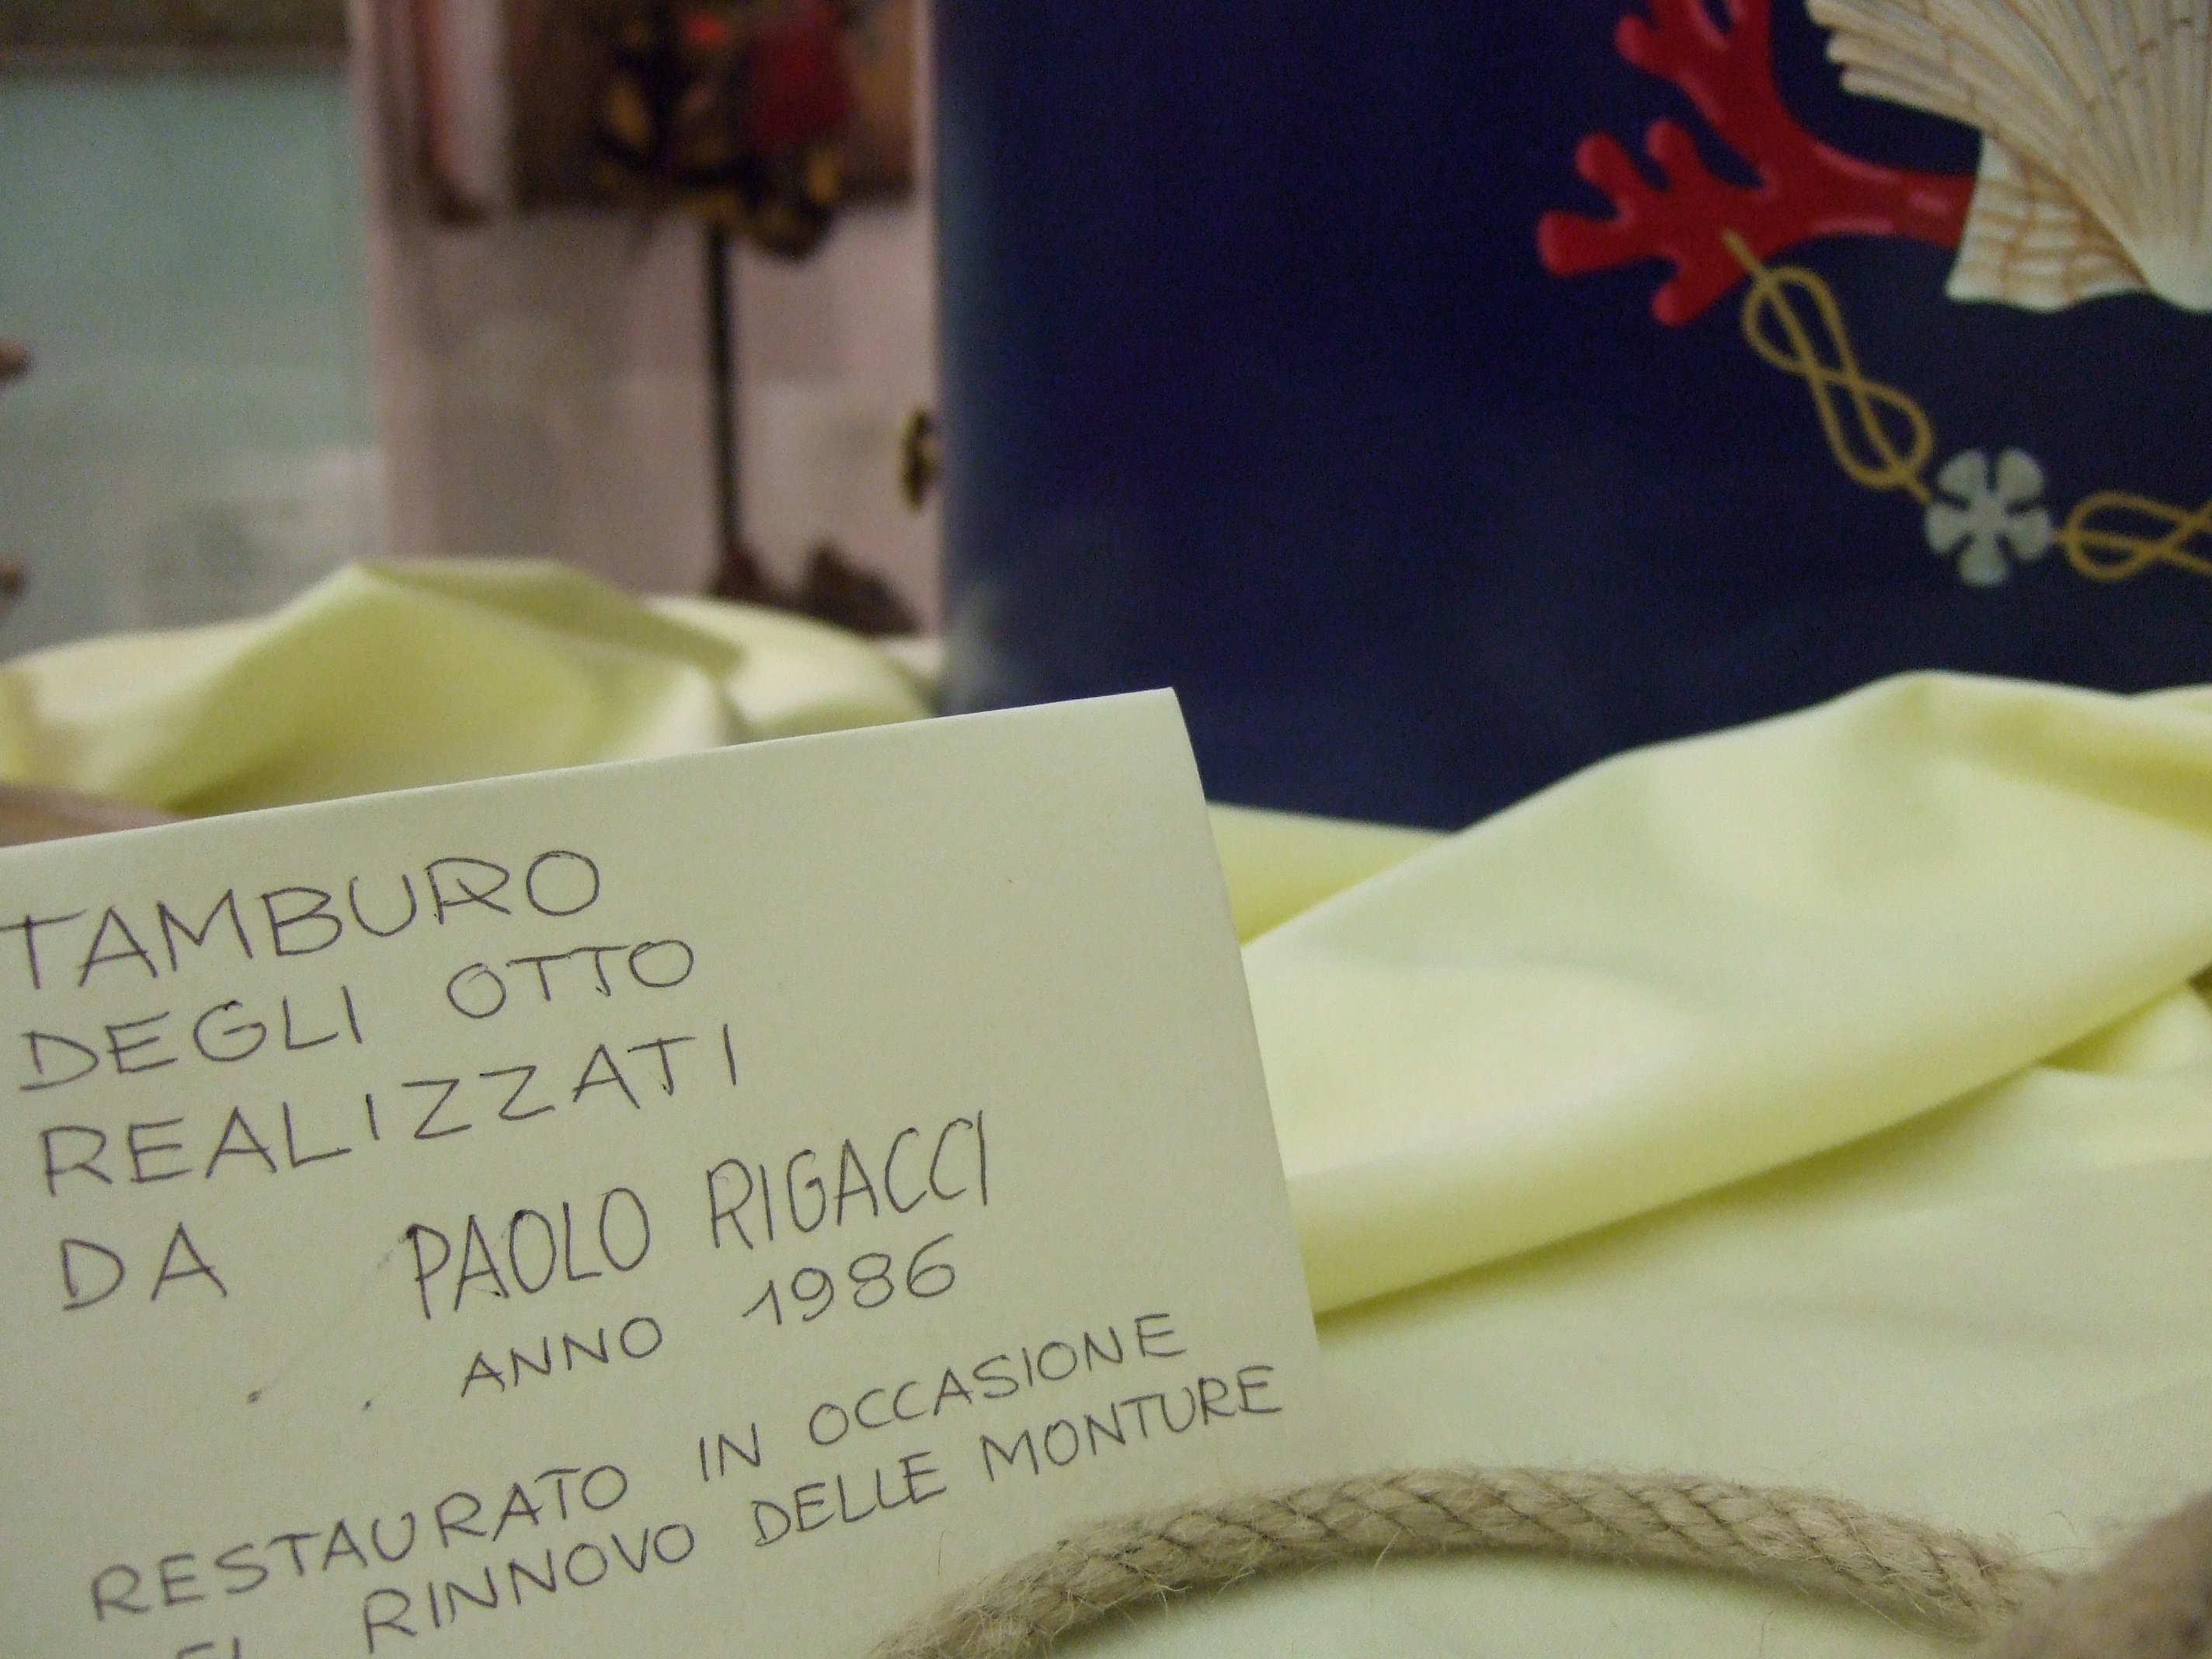 TAMBURO
DEGLI OTTO
REALIZZATI
DA PAOLO RIGACCI
ANNO 1986
RESTAURATO IN OCCASIONE
RINNOVO DELLE MONTURE